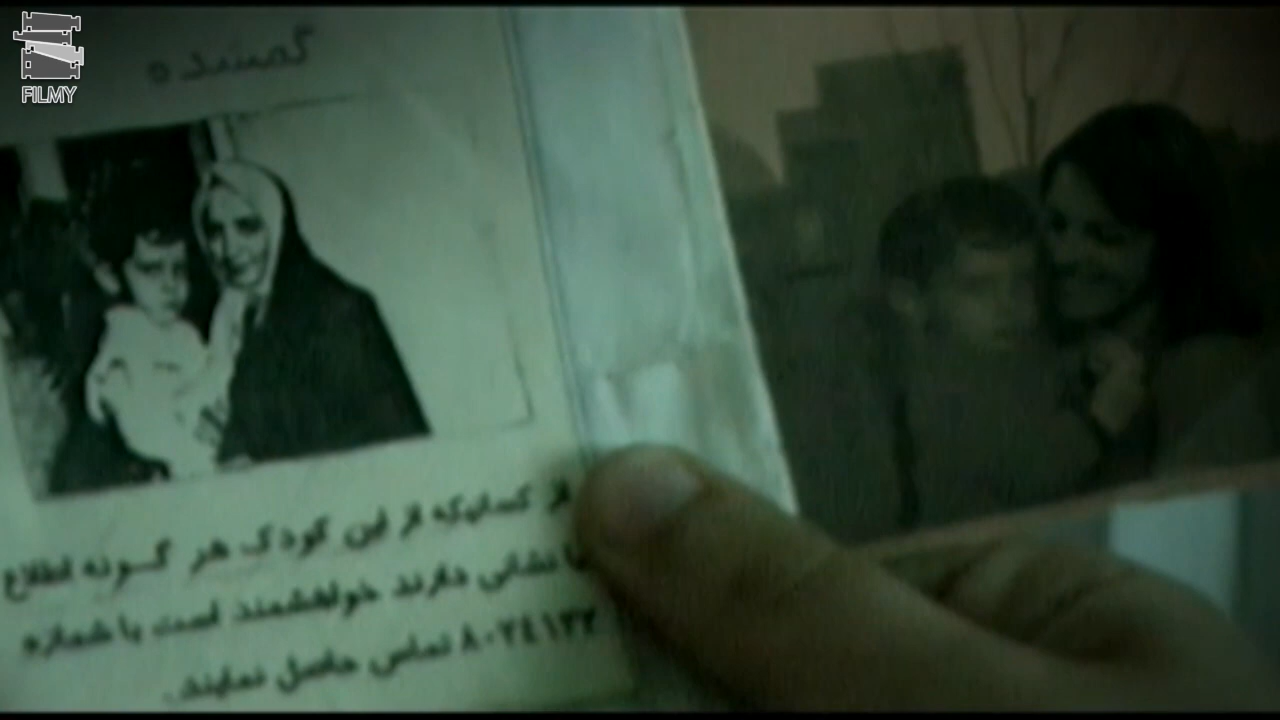 FILMY
گمشده
از کسانیکه از این کودک هر گونه اطلاع
یا نشانی دارند خواهشمند است با شماره
۸۰۲٤۱۳۲ تماس حاصل نمایند.